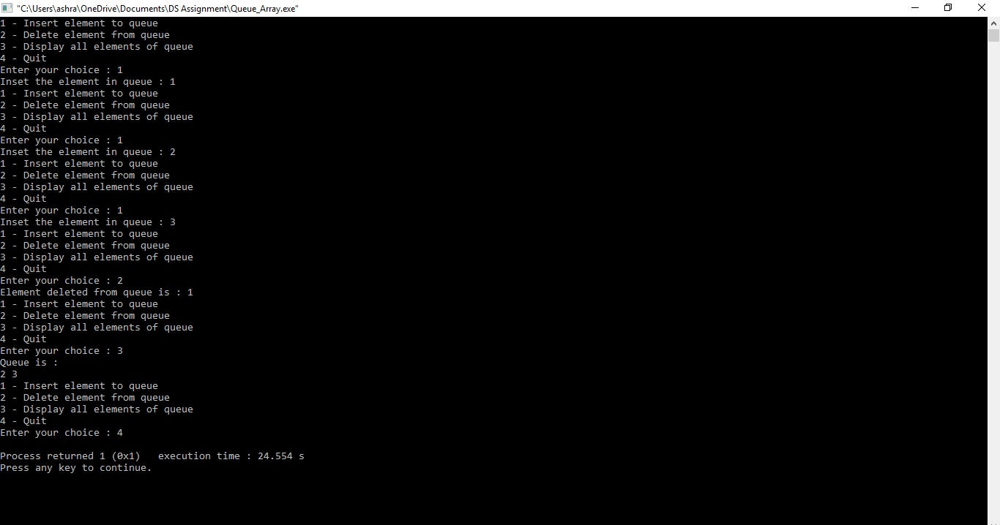 "C:\Users\ashra\OneDrive\Documents\DS Assignment\Queue_Array.exe"
1 - Insert element to queue
2 - Delete element from queue
3 - Display all elements of queue
4 - Quit
Enter your choice : 1
Inset the element in queue : 1
1 - Insert element to queue
2 - Delete element from queue
3 - Display all elements of queue
4 - Quit
Enter your choice : 1
Inset the element in queue : 2
1 - Insert element to queue
2 - Delete element from queue
3 - Display all elements of queue
4 - Quit
Enter your choice : 1
Inset the element in queue : 3
1 - Insert element to queue
2 - Delete element from queue
3 - Display all elements of queue
4 - Quit
Enter your choice : 2
Element deleted from queue is : 1
1 - Insert element to queue
2 - Delete element from queue
3 - Display all elements of queue
4 - Quit
Enter your choice : 3
Queue is :
2 3
1 - Insert element to queue
2 - Delete element from queue
3 - Display all elements of queue
4 - Quit
Enter your choice : 4
Process returned 1 (0x1)   execution time : 24.554 s
Press any key to continue.